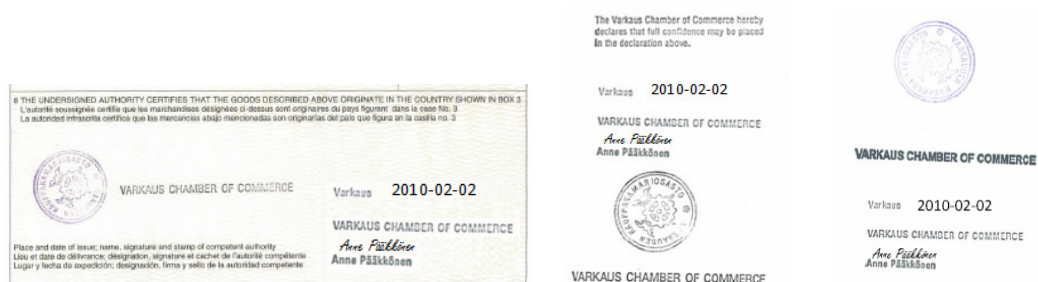 8 THE UNDERSIGNED AUTHORITY CERTIFIES THAT THE GOODS DESCRIBED ABOVE ORIGINATE IN THE COUNTRY SHOWN IN BOX 3
L'autorité soussignée certifie que les marchandises désignées ci-dessus sont originaires du pays figurant dans la case No. 3
La autoridad infrascrita certifica que las mercancías abajo mencionadas son originarias del país que figura en la casilla no. 3
VARKAUS CHAMBER OF COMMERCE
Varkaus 2010-02-02
VARKAUS CHAMBER OF COMMERCE
Anne Pääkkönen
Anne Pääkkönen
Place and date of issue; name, signature and stamp of competent authority
Lieu et date de délivrance; désignation, signature et cachet de l'autorité compétente
Lugar y fecha de expedición; designación, firma y sello de la autoridad competente
The Varkaus Chamber of Commerce hereby
declares that full confidence may be placed
in the declaration above.
Varkaus 2010-02-02
VARKAUS CHAMBER OF COMMERCE
Anne Pääkkönen
Anne Pääkkönen
KAUPPAKAMARIOSASTO
VARKAUS CHAMBER OF COMMERCE
VARKAUS CHAMBER OF COMMERCE
Varkaus 2010-02-02
VARKAUS CHAMBER OF COMMERCE
Anne Pääkkönen
Anne Pääkkönen